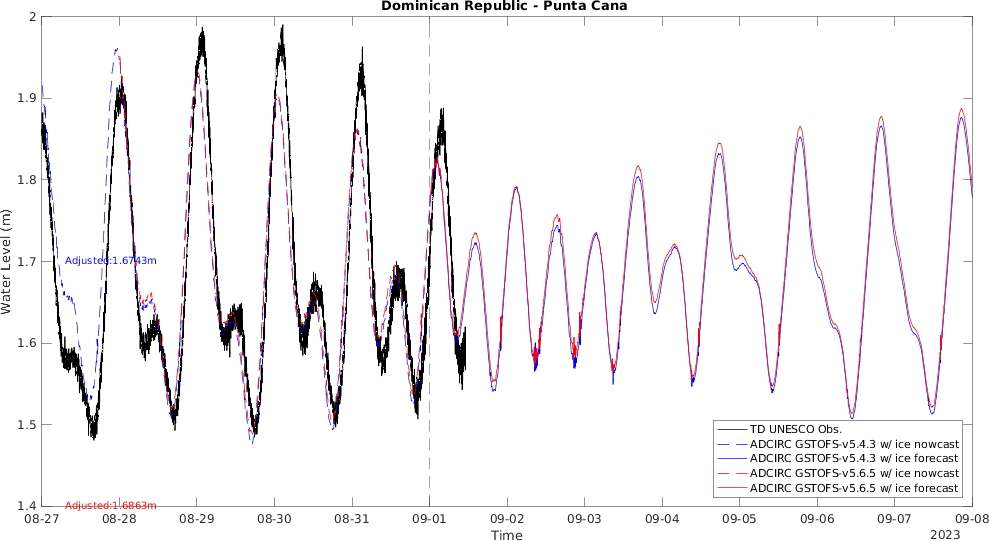 Dominican Republic - Punta Cana
Water Level (m)
2
1.9
1.8
1.7
1.6
1.5
1.4
Adjusted:1.6743m
Adjusted:1.6863m
TD UNESCO Obs.
ADCIRC GSTOFS-v5.4.3 w/ ice nowcast
ADCIRC GSTOFS-v5.4.3 w/ ice forecast
ADCIRC GSTOFS-v5.6.5 w/ ice nowcast
ADCIRC GSTOFS-v5.6.5 w/ ice forecast
08-27 08-28 08-29 08-30 08-31 09-01 09-02 09-03 09-04 09-05 09-06 09-07 09-08
Time
2023